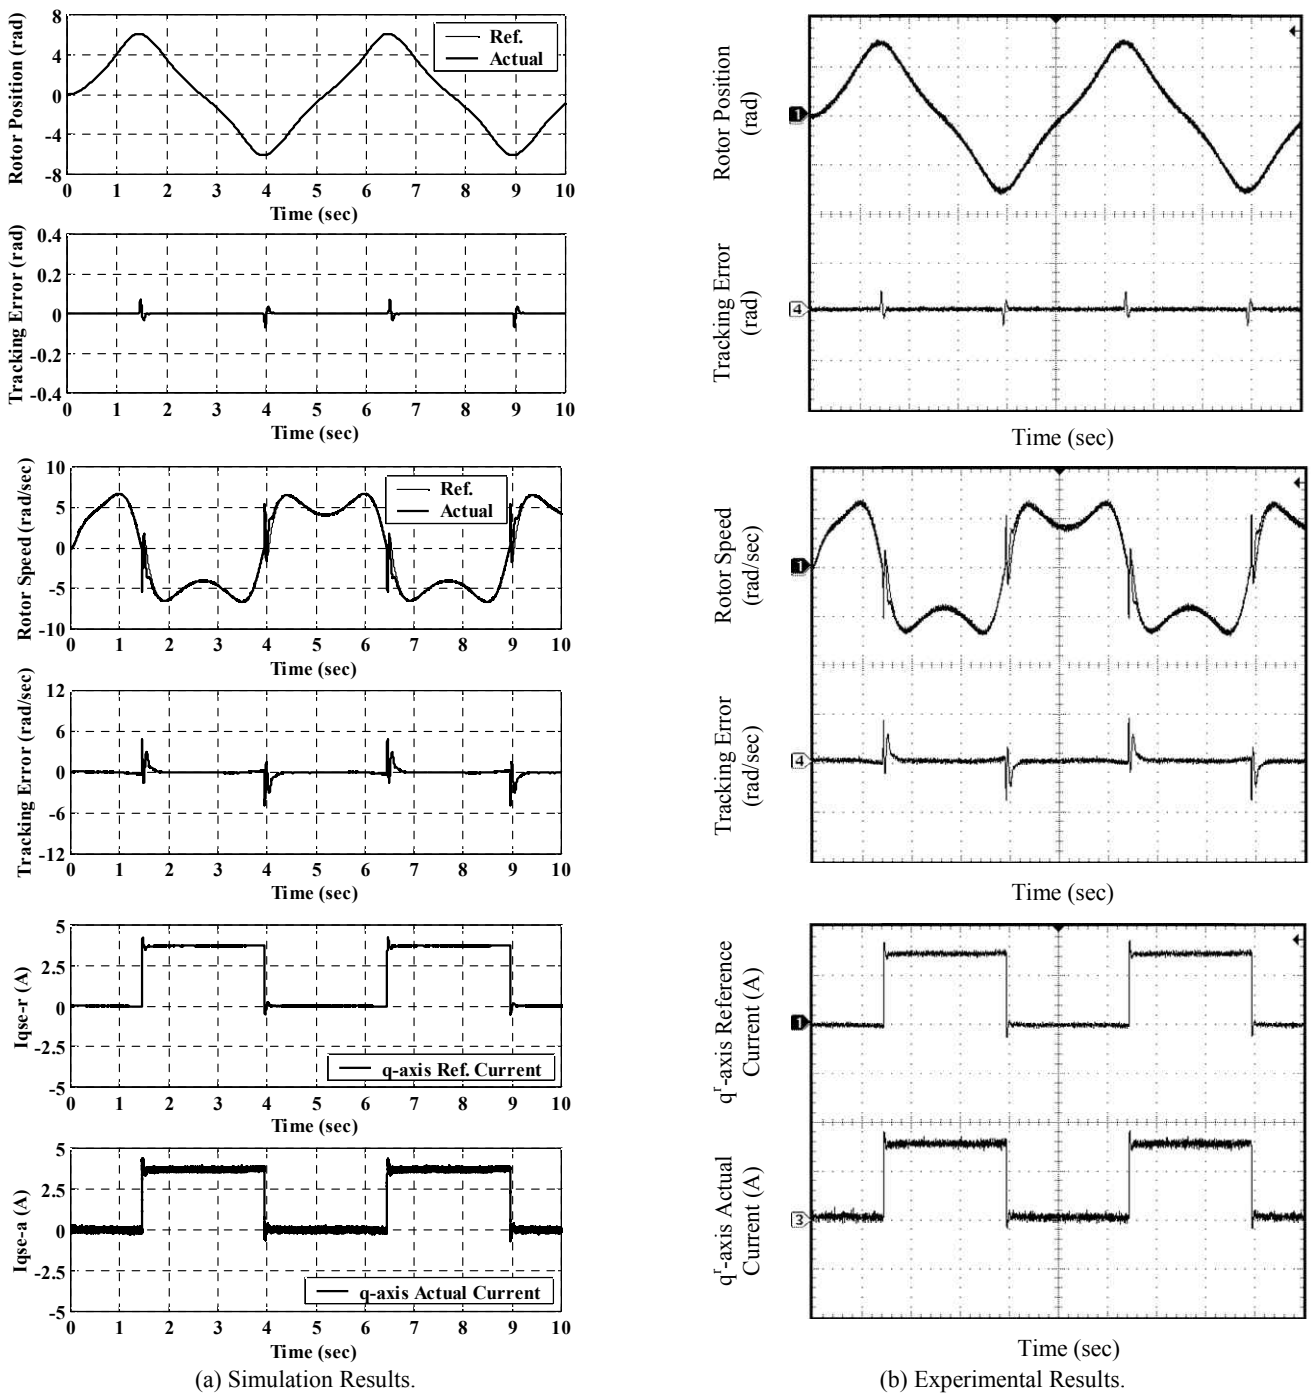 8
4
0
-4
-8
Rotor Position (rad)
Ref.
Actual
0 1 2 3 4 5 6 7 8 9 10
Time (sec)
0.4
0.2
0
-0.2
-0.4
Tracking Error (rad)
0 1 2 3 4 5 6 7 8 9 10
Time (sec)
10
5
0
-5
-10
Rotor Speed (rad/sec)
Ref.
Actual
0 1 2 3 4 5 6 7 8 9 10
Time (sec)
12
6
0
-6
-12
Tracking Error (rad/sec)
0 1 2 3 4 5 6 7 8 9 10
Time (sec)
5
2.5
0
-2.5
-5
Iqse-r (A)
q-axis Ref. Current
0 1 2 3 4 5 6 7 8 9 10
Time (sec)
5
2.5
0
-2.5
-5
Iqse-a (A)
q-axis Actual Current
0 1 2 3 4 5 6 7 8 9 10
Time (sec)
(a) Simulation Results.
Rotor Position
(rad)
1
Tracking Error
(rad)
4
Time (sec)
Rotor Speed
(rad/sec)
1
Tracking Error
(rad/sec)
4
Time (sec)
qʳ-axis Reference
Current (A)
1
qʳ-axis Actual
Current (A)
3
Time (sec)
(b) Experimental Results.